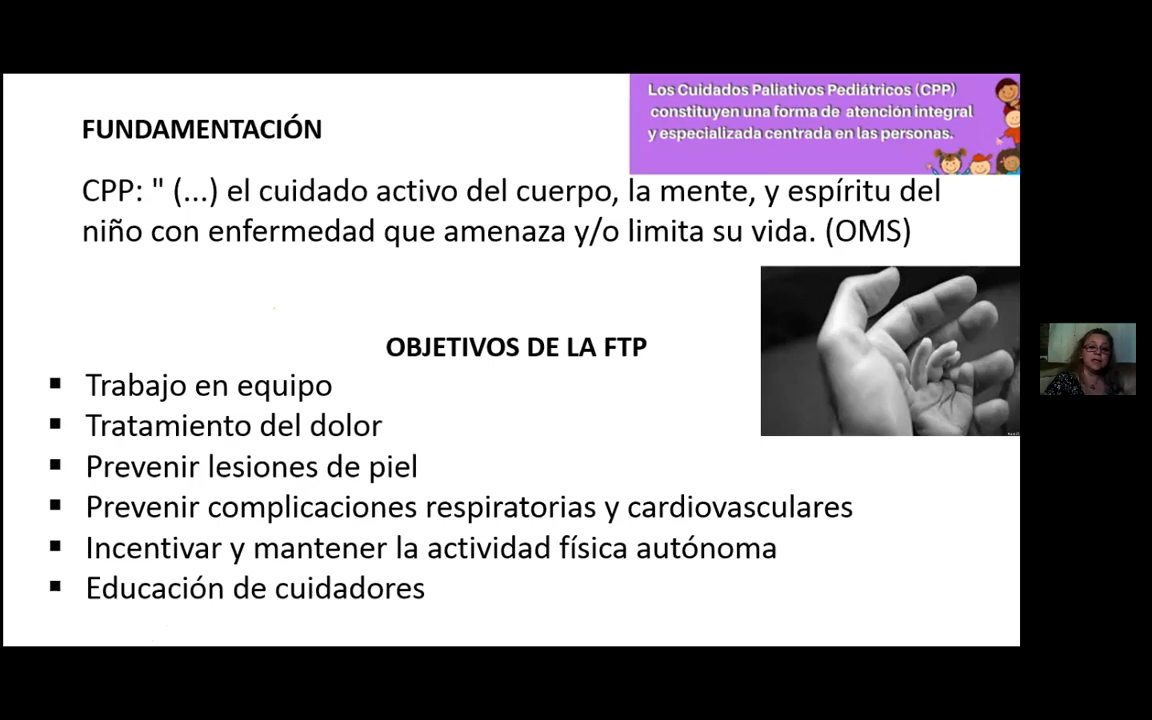 Los Cuidados Paliativos Pediátricos (CPP)
constituyen una forma de atención integral
y especializada centrada en las personas.
FUNDAMENTACIÓN
CPP: " (...) el cuidado activo del cuerpo, la mente, y espíritu del
niño con enfermedad que amenaza y/o limita su vida. (OMS)
OBJETIVOS DE LA FTP
▪ Trabajo en equipo
▪ Tratamiento del dolor
▪ Prevenir lesiones de piel
▪ Prevenir complicaciones respiratorias y cardiovasculares
▪ Incentivar y mantener la actividad física autónoma
▪ Educación de cuidadores